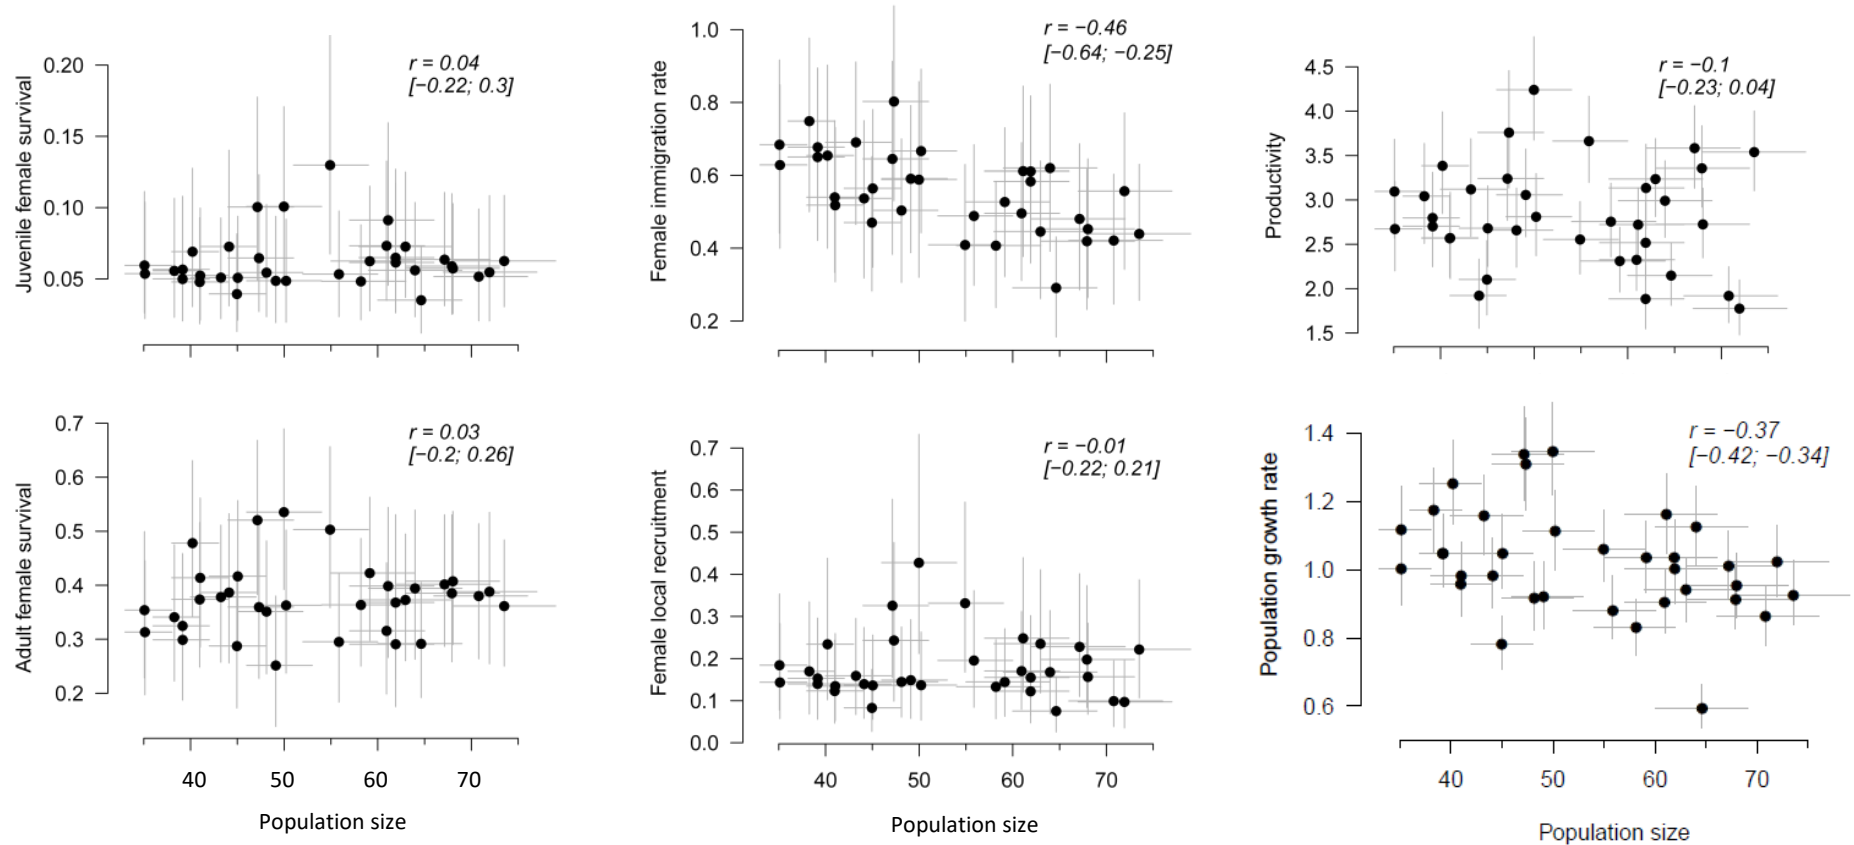 Juvenile female survival
0.20
0.15
0.10
0.05
r = 0.04
[−0.22; 0.3]
Female immigration rate
1.0
0.8
0.6
0.4
0.2
r = −0.46
[−0.64; −0.25]
Productivity
4.5
4.0
3.5
3.0
2.5
2.0
1.5
r = −0.1
[−0.23; 0.04]
Adult female survival
0.7
0.6
0.5
0.4
0.3
0.2
r = 0.03
[−0.2; 0.26]
40 50 60 70
Population size
Female local recruitment
0.7
0.6
0.5
0.4
0.3
0.2
0.1
0.0
r = −0.01
[−0.22; 0.21]
40 50 60 70
Population size
Population growth rate
1.4
1.2
1.0
0.8
0.6
r = −0.37
[−0.42; −0.34]
40 50 60 70
Population size